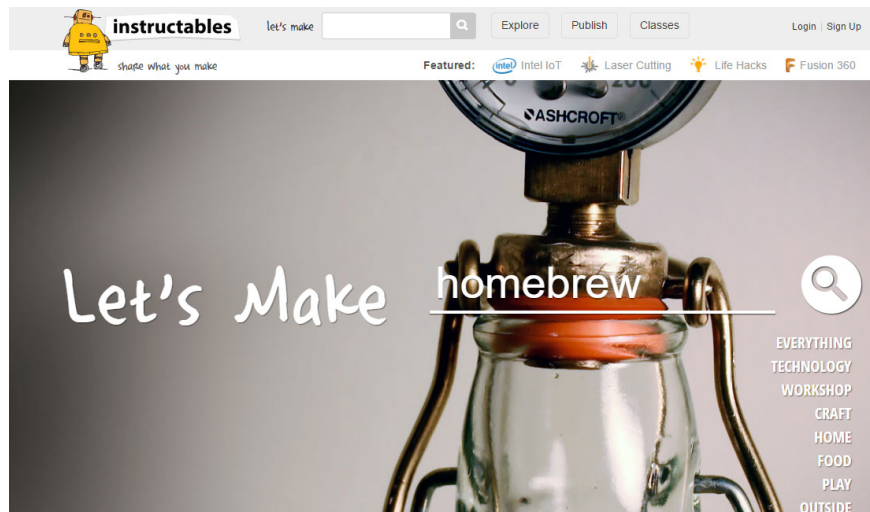 instructables
let's make
Explore
Publish
Classes
Login | Sign Up
share what you make
Featured:
intel Intel IoT
Laser Cutting
Life Hacks
F Fusion 360
200
ASHCROFT®
Let's Make homebrew
EVERYTHING
TECHNOLOGY
WORKSHOP
CRAFT
HOME
FOOD
PLAY
OUTSIDE